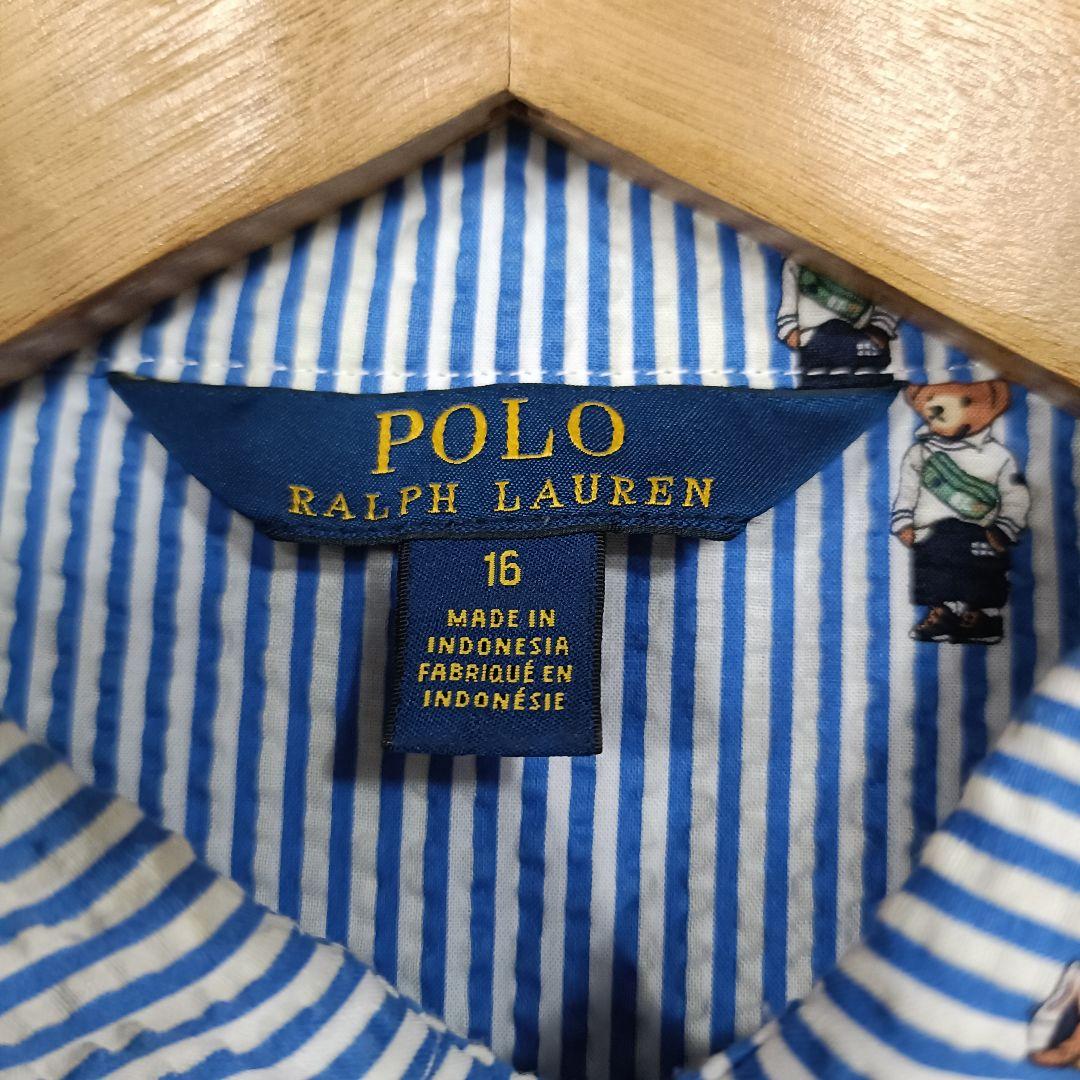 POLO
RALPH LAUREN
16
MADE IN
INDONESIA
FABRIQUÉ EN
INDONÉSIE